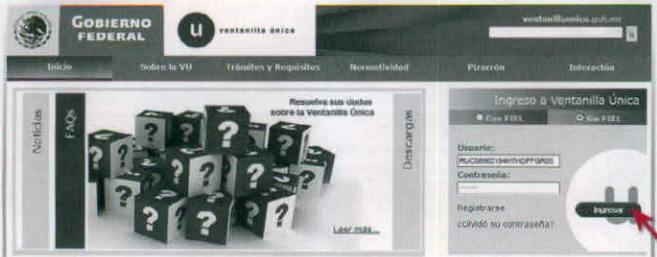 GOBIERNO
FEDERAL
u
ventanilla única
ventanillaunica.gob.mx
Inicio
Sobre la VU
Trámites y Requisitos
Normatividad
Pizarrón
Interactúa
Noticias
FAQs
Resuelva sus dudas
sobre la Ventanilla Única
Leer más...
Descargas
Ingreso a Ventanilla Única
Con FIEL
Sin FIEL
Usuario:
Contraseña:
Registrarse
¿Olvidó su contraseña?
Ingresar